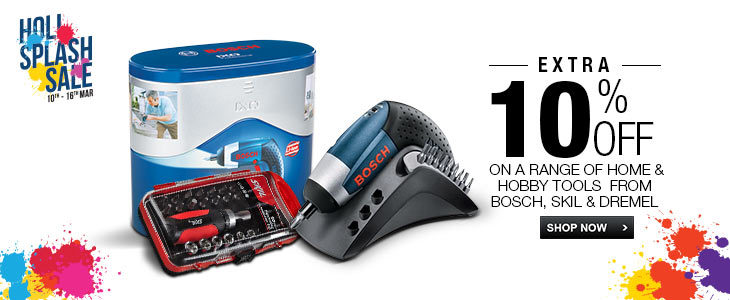 HOLI
SPLASH
SALE
10TH - 16TH MAR
BOSCH
IXO
BOSCH
SKIL
EXTRA
10% OFF
ON A RANGE OF HOME &
HOBBY TOOLS FROM
BOSCH, SKIL & DREMEL
SHOP NOW >